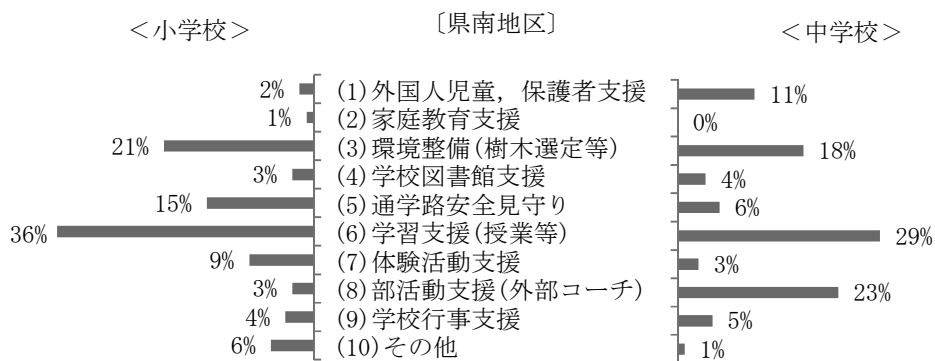 〔県南地区〕
＜小学校＞ ＜中学校＞
2% (1)外国人児童，保護者支援 11%
1% (2)家庭教育支援 0%
21% (3)環境整備(樹木選定等) 18%
3% (4)学校図書館支援 4%
15% (5)通学路安全見守り 6%
36% (6)学習支援(授業等) 29%
9% (7)体験活動支援 3%
3% (8)部活動支援(外部コーチ) 23%
4% (9)学校行事支援 5%
6% (10)その他 1%